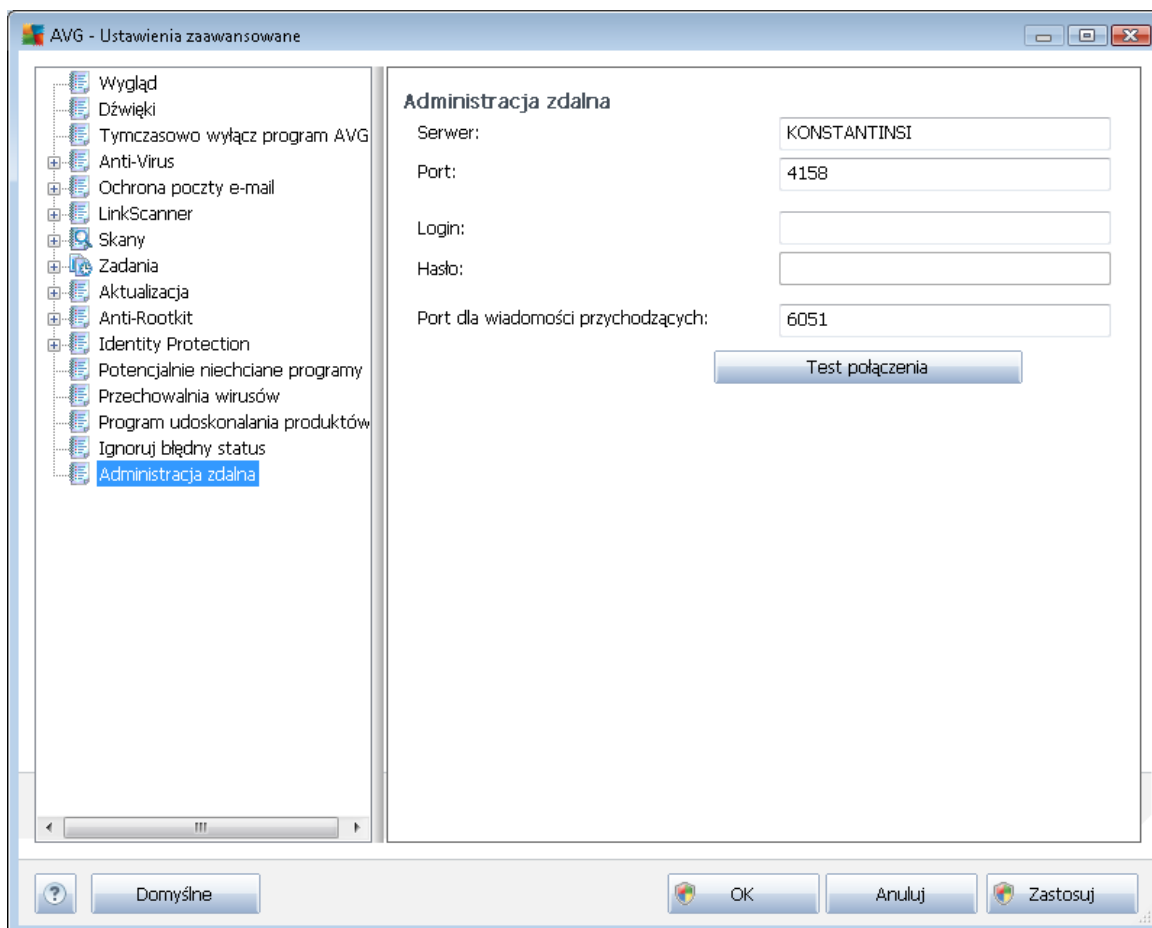 AVG - Ustawienia zaawansowane
Wygląd
Dźwięki
Tymczasowo wyłącz program AVG
Anti-Virus
Ochrona poczty e-mail
LinkScanner
Skany
Zadania
Aktualizacja
Anti-Rootkit
Identity Protection
Potencjalnie niechciane programy
Przechowalnia wirusów
Program udoskonalania produktów
Ignoruj błędny status
Administracja zdalna
Administracja zdalna
Serwer: KONSTANTINSI
Port: 4158
Login:
Hasło:
Port dla wiadomości przychodzących: 6051
Test połączenia
? Domyślne OK Anuluj Zastosuj